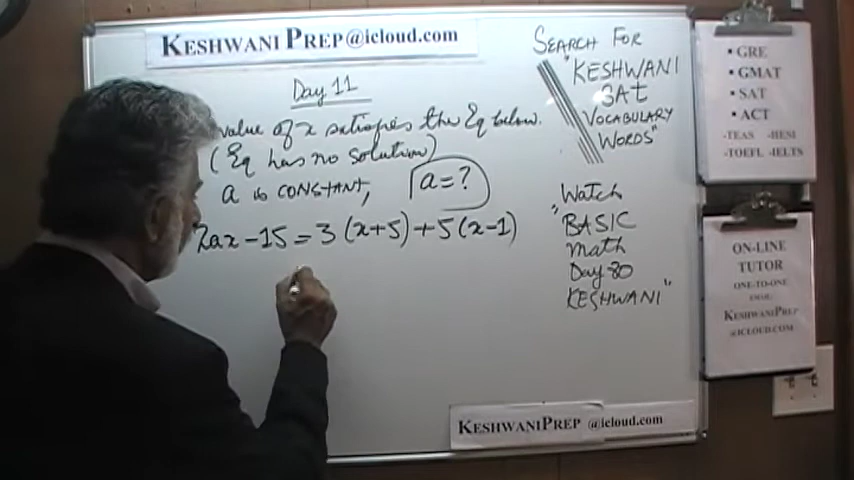 KESHWANI PREP@icloud.com
Day 11
value of x satisfies the Eq below.
(Eq has no solution)
a is CONSTANT, a=?
2ax-15=3(x+5)+5(x-1)
SEARCH FOR
"KESHWANI
SAT
VOCABULARY
WORDS"
Watch
"BASIC
math
Day 80
KESHWANI"
KESHWANIPREP @icloud.com
▪ GRE
▪ GMAT
▪ SAT
▪ ACT
-TEAS -HESI
-TOEFL -IELTS
ON-LINE
TUTOR
ONE-TO-ONE
EMAIL:
KESHWANIPREP
@ICLOUD.COM